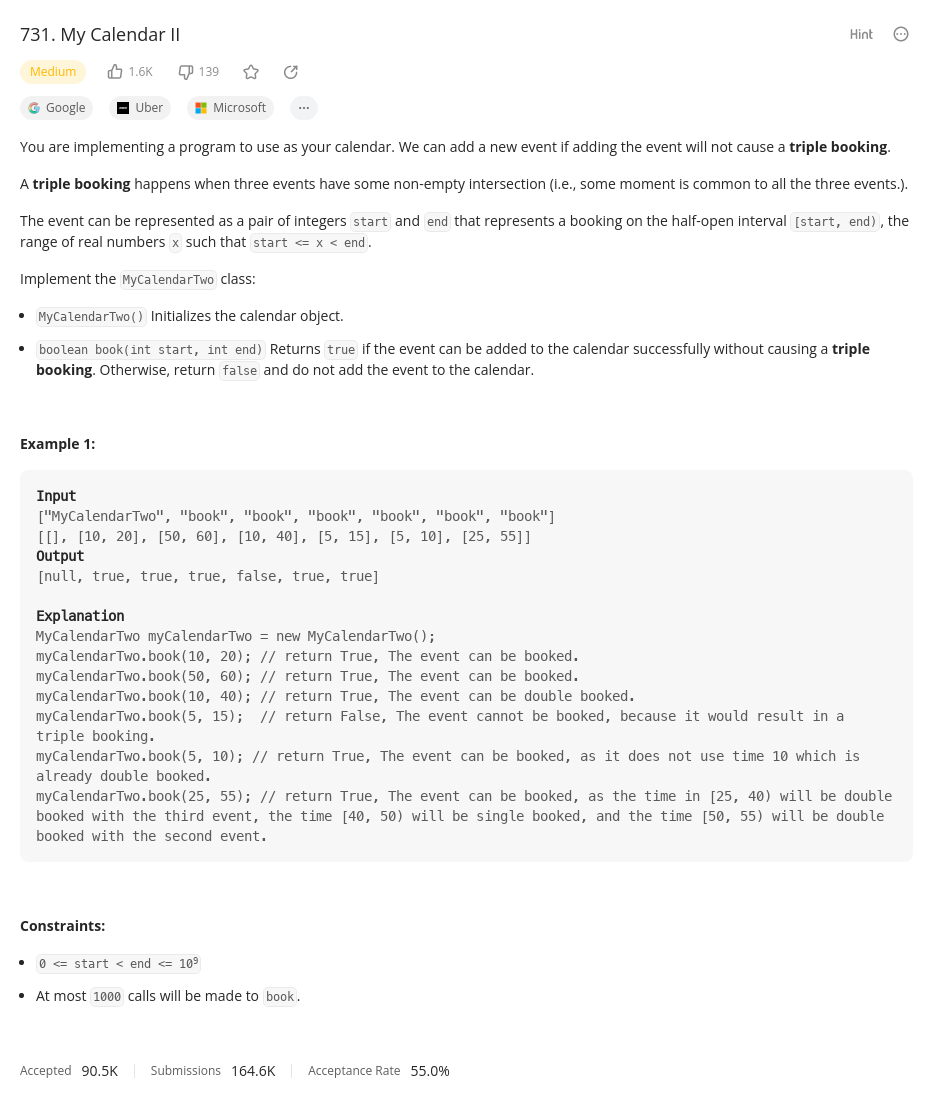 731. My Calendar II
Hint
Medium
1.6K
139
Google
Uber
Microsoft
You are implementing a program to use as your calendar. We can add a new event if adding the event will not cause a triple booking.
A triple booking happens when three events have some non-empty intersection (i.e., some moment is common to all the three events.).
The event can be represented as a pair of integers start and end that represents a booking on the half-open interval [start, end), the
range of real numbers x such that start <= x < end.
Implement the MyCalendarTwo class:
• MyCalendarTwo() Initializes the calendar object.
• boolean book(int start, int end) Returns true if the event can be added to the calendar successfully without causing a triple
booking. Otherwise, return false and do not add the event to the calendar.
Example 1:
Input
["MyCalendarTwo", "book", "book", "book", "book", "book", "book"]
[[], [10, 20], [50, 60], [10, 40], [5, 15], [5, 10], [25, 55]]
Output
[null, true, true, true, false, true, true]
Explanation
MyCalendarTwo myCalendarTwo = new MyCalendarTwo();
myCalendarTwo.book(10, 20); // return True, The event can be booked.
myCalendarTwo.book(50, 60); // return True, The event can be booked.
myCalendarTwo.book(10, 40); // return True, The event can be double booked.
myCalendarTwo.book(5, 15);  // return False, The event cannot be booked, because it would result in a
triple booking.
myCalendarTwo.book(5, 10); // return True, The event can be booked, as it does not use time 10 which is
already double booked.
myCalendarTwo.book(25, 55); // return True, The event can be booked, as the time in [25, 40) will be double
booked with the third event, the time [40, 50) will be single booked, and the time [50, 55) will be double
booked with the second event.
Constraints:
• 0 <= start < end <= 10⁹
• At most 1000 calls will be made to book.
Accepted 90.5K Submissions 164.6K Acceptance Rate 55.0%